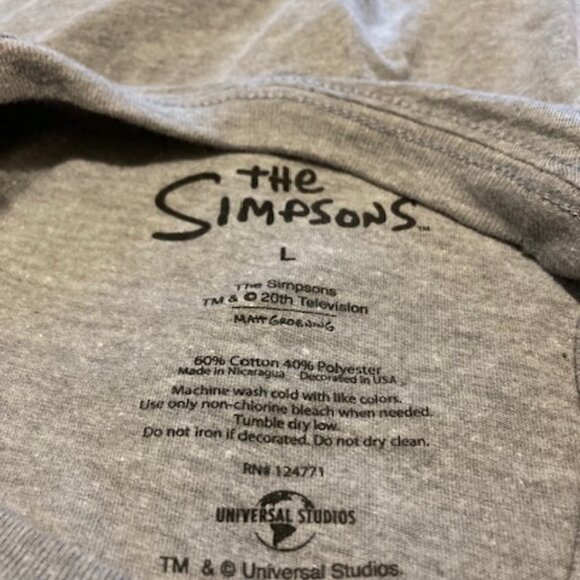 THE
SIMPSONS™
L
The Simpsons
TM & © 20th Television
MATT GROENING
60% Cotton 40% Polyester
Made in Nicaragua Decorated in USA
Machine wash cold with like colors.
Use only non-chlorine bleach when needed.
Tumble dry low.
Do not iron if decorated. Do not dry clean.
RN# 124771
UNIVERSAL STUDIOS
TM & © Universal Studios.